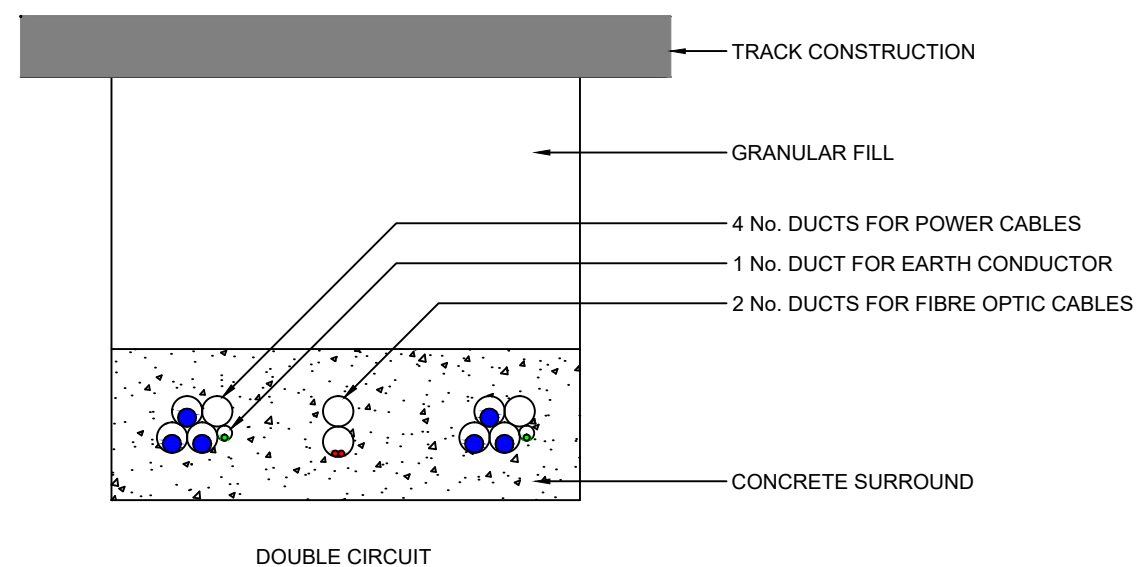 TRACK CONSTRUCTION
GRANULAR FILL
4 No. DUCTS FOR POWER CABLES
1 No. DUCT FOR EARTH CONDUCTOR
2 No. DUCTS FOR FIBRE OPTIC CABLES
CONCRETE SURROUND
DOUBLE CIRCUIT